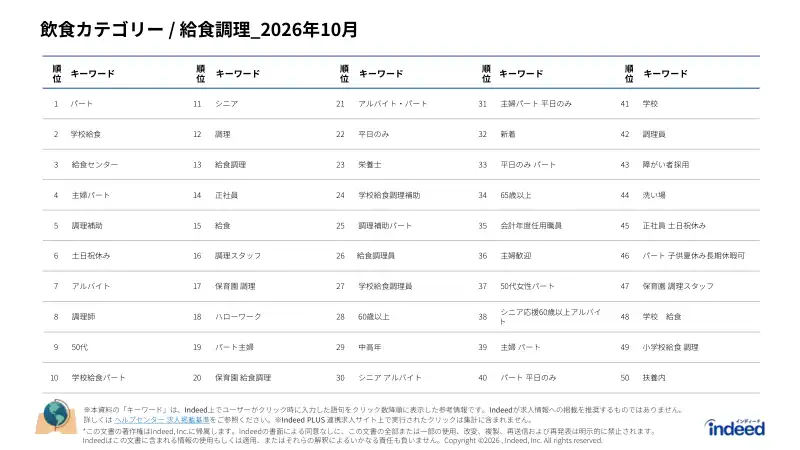 飲食カテゴリー / 給食調理_2026年10月
順位 キーワード 順位 キーワード 順位 キーワード 順位 キーワード 順位 キーワード
1 パート 11 シニア 21 アルバイト・パート 31 主婦パート 平日のみ 41 学校
2 学校給食 12 調理 22 平日のみ 32 新着 42 調理員
3 給食センター 13 給食調理 23 栄養士 33 平日のみ パート 43 障がい者採用
4 主婦パート 14 正社員 24 学校給食調理補助 34 65歳以上 44 洗い場
5 調理補助 15 給食 25 調理補助パート 35 会計年度任用職員 45 正社員 土日祝休み
6 土日祝休み 16 調理スタッフ 26 給食調理員 36 主婦歓迎 46 パート 子供夏休み長期休暇可
7 アルバイト 17 保育園 調理 27 学校給食調理員 37 50代女性パート 47 保育園 調理スタッフ
8 調理師 18 ハローワーク 28 60歳以上 38 シニア応援60歳以上アルバイト 48 学校　給食
9 50代 19 パート主婦 29 中高年 39 主婦 パート 49 小学校給食 調理
10 学校給食パート 20 保育園 給食調理 30 シニア アルバイト 40 パート 平日のみ 50 扶養内
※本資料の「キーワード」は、Indeed上でユーザーがクリック時に入力した語句をクリック数降順に表示した参考情報です。Indeedが求人情報への掲載を推奨するものではありません。
詳しくは ヘルプセンター 求人掲載基準をご参照ください。※Indeed PLUS 連携求人サイト上で実行されたクリックは集計に含まれません。
*この文書の著作権はIndeed, Inc.に帰属します。Indeedの書面による同意なしに、この文書の全部または一部の使用、改変、複製、再送信および再発表は明示的に禁止されます。
Indeedはこの文書に含まれる情報の使用もしくは適用、またはそれらの解釈によるいかなる責任も負いません。Copyright ©2026 , Indeed, Inc. All rights reserved.
インディード
indeed